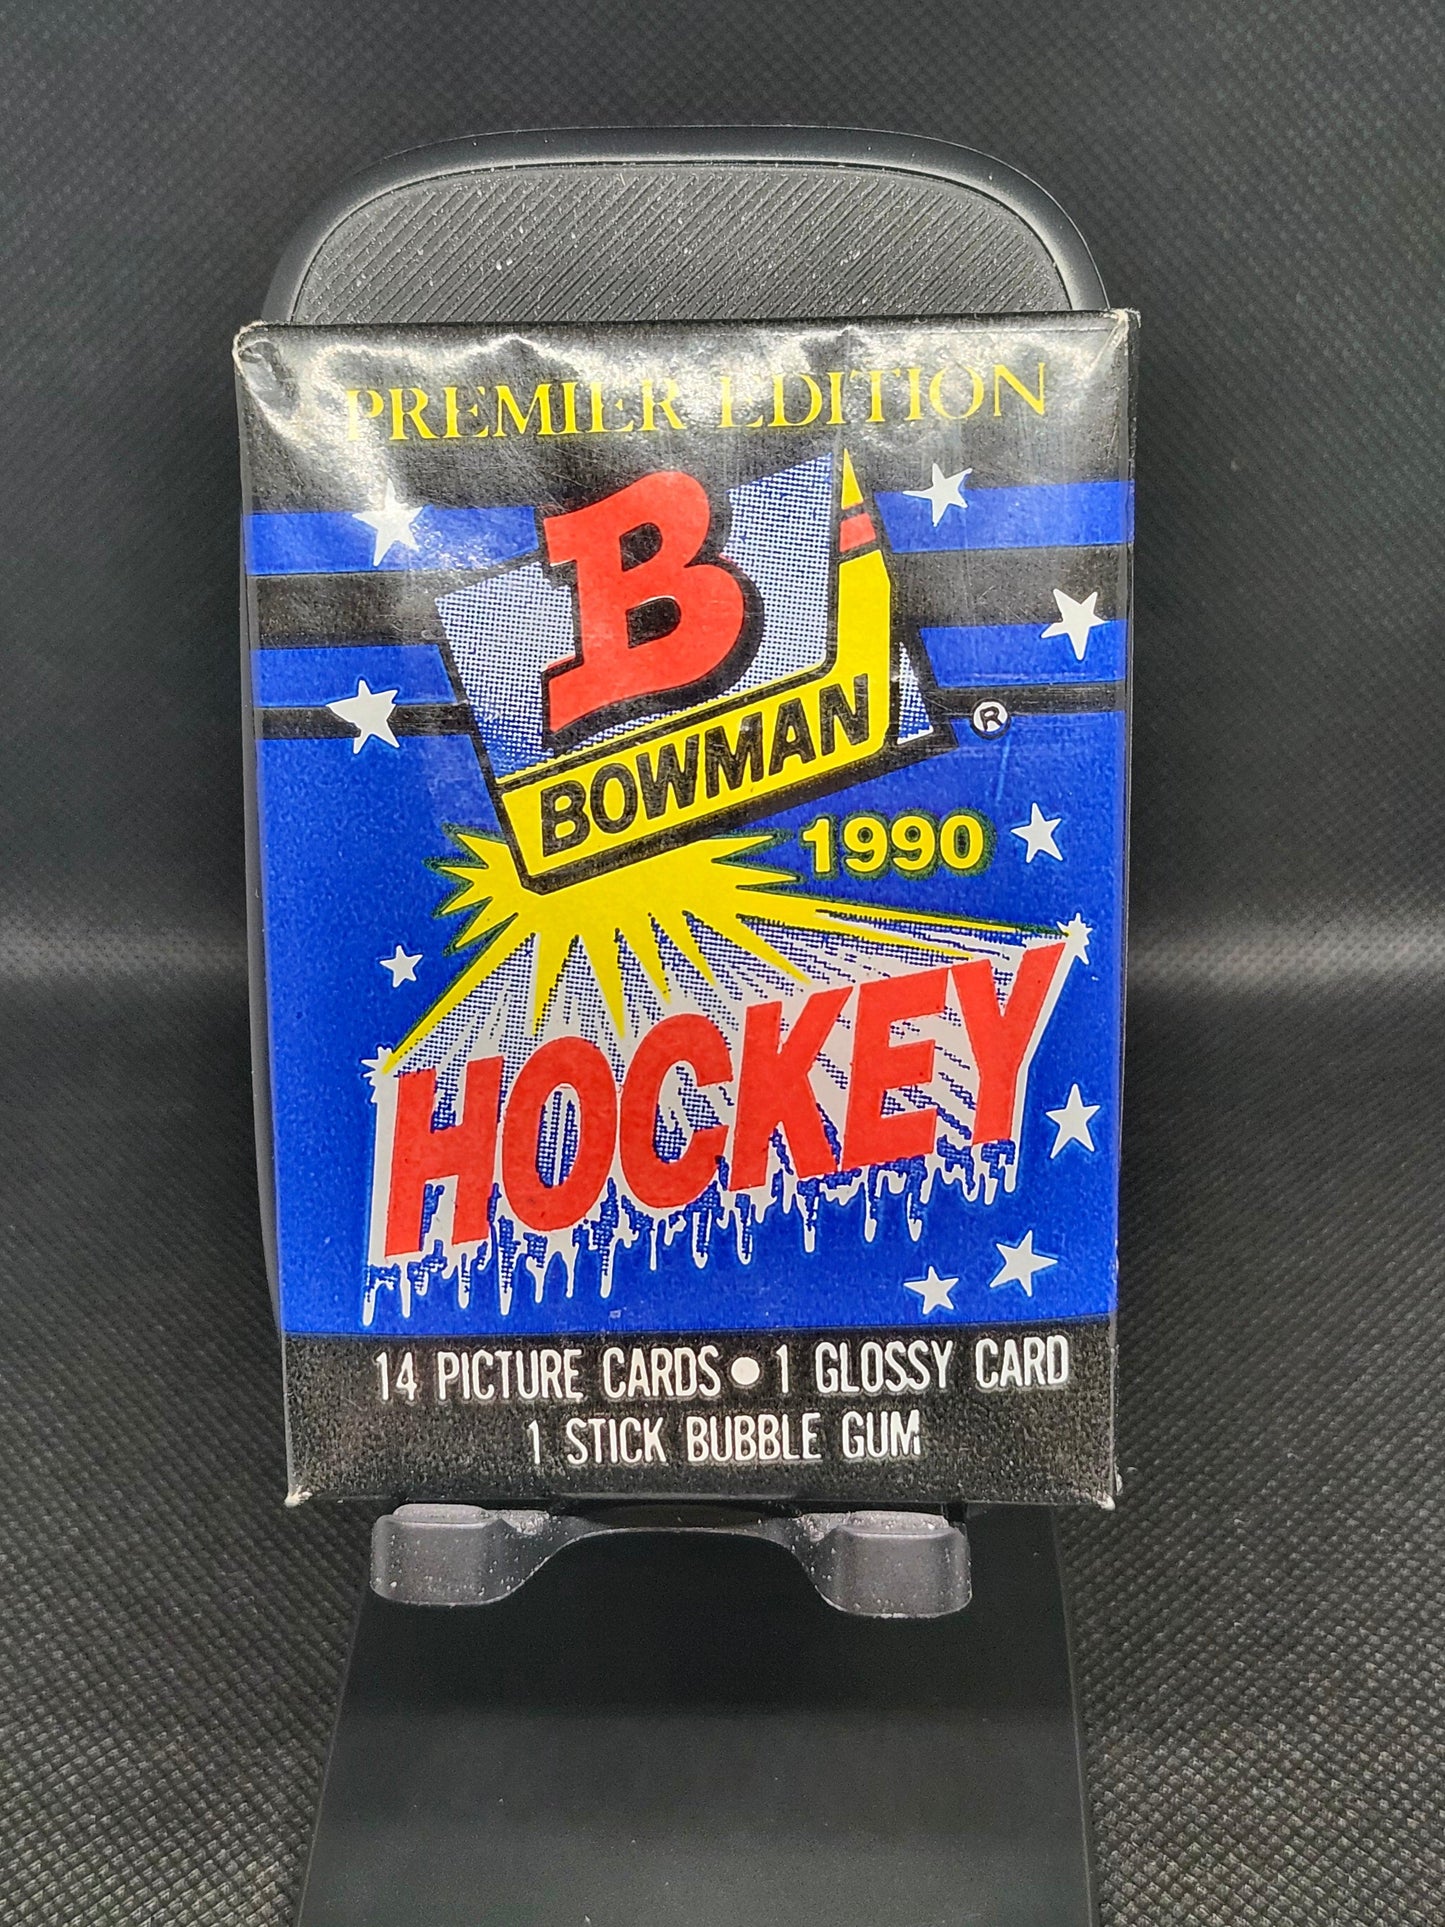 PREMIER EDITION
B
BOWMAN
®
1990
HOCKEY
14 PICTURE CARDS • 1 GLOSSY CARD
1 STICK BUBBLE GUM